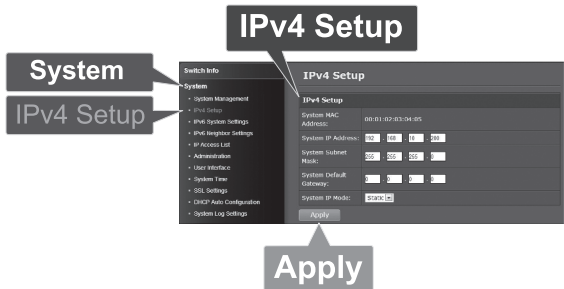 IPv4 Setup
System
IPv4 Setup
Switch Info
System
System Management
IPv4 Setup
IPv6 System Settings
IPv6 Neighbor Settings
IP Access List
Administration
User Interface
System Time
SSL Settings
DHCP Auto Configuration
System Log Settings
IPv4 Setup
IPv4 Setup
System MAC Address: 00:01:02:03:04:05
System IP Address: 192 . 168 . 10 . 200
System Subnet Mask: 255 . 255 . 255 . 0
System Default Gateway: 0 . 0 . 0 . 0
System IP Mode: Static
Apply
Apply